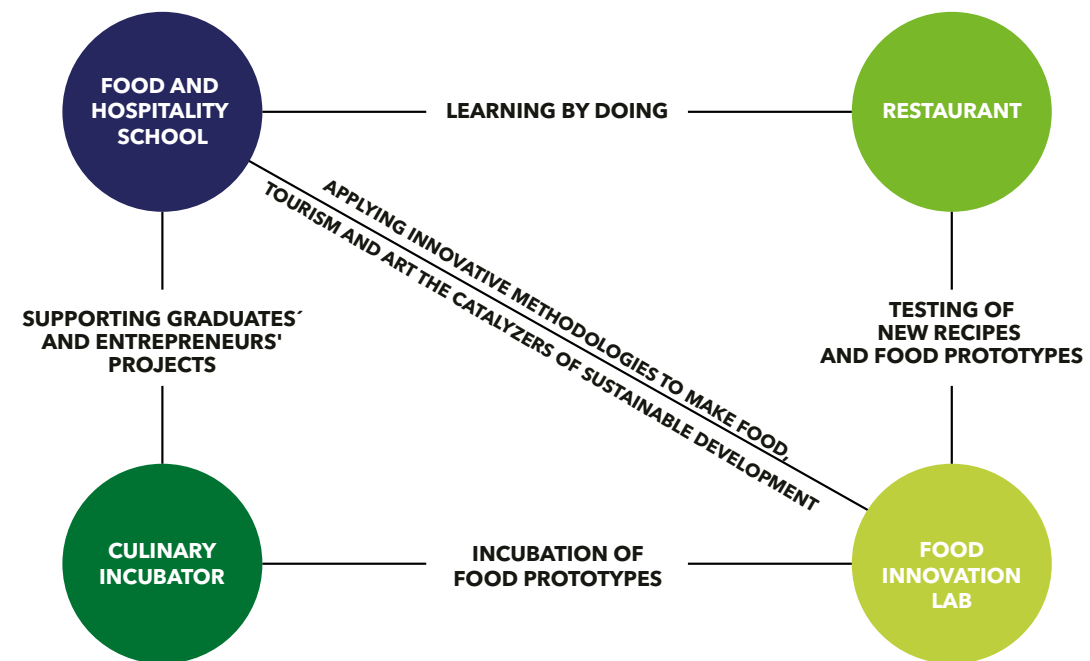 FOOD AND
HOSPITALITY
SCHOOL
LEARNING BY DOING
RESTAURANT
APPLYING INNOVATIVE METHODOLOGIES TO MAKE FOOD,
TOURISM AND ART THE CATALYZERS OF SUSTAINABLE DEVELOPMENT
SUPPORTING GRADUATES´
AND ENTREPRENEURS'
PROJECTS
TESTING OF
NEW RECIPES
AND FOOD PROTOTYPES
CULINARY
INCUBATOR
INCUBATION OF
FOOD PROTOTYPES
FOOD
INNOVATION
LAB